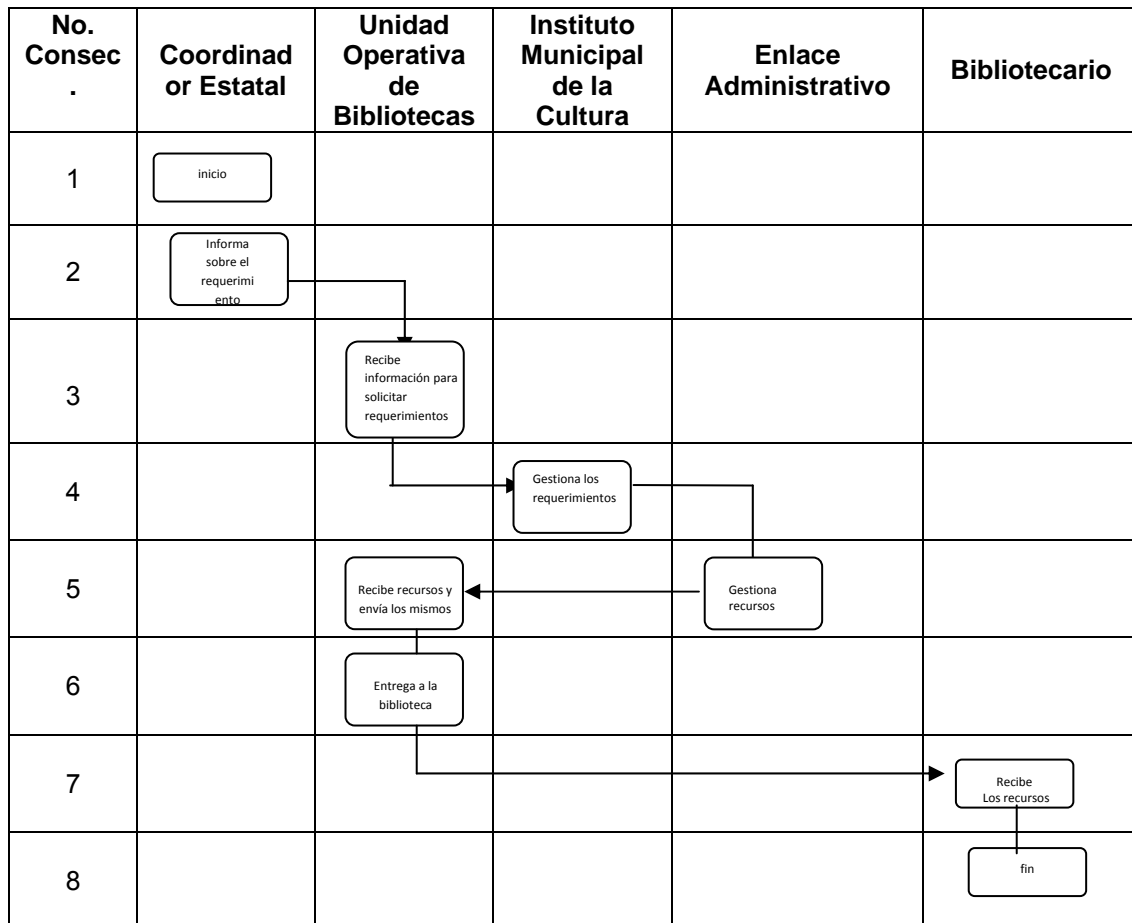 No.
Consec
.
Coordinad
or Estatal
Unidad
Operativa
de
Bibliotecas
Instituto
Municipal
de la
Cultura
Enlace
Administrativo
Bibliotecario
1
inicio
2
Informa
sobre el
requerimi
ento
3
Recibe
información para
solicitar
requerimientos
4
Gestiona los
requerimientos
5
Recibe recursos y
envía los mismos
Gestiona
recursos
6
Entrega a la
biblioteca
7
Recibe
Los recursos
8
fin